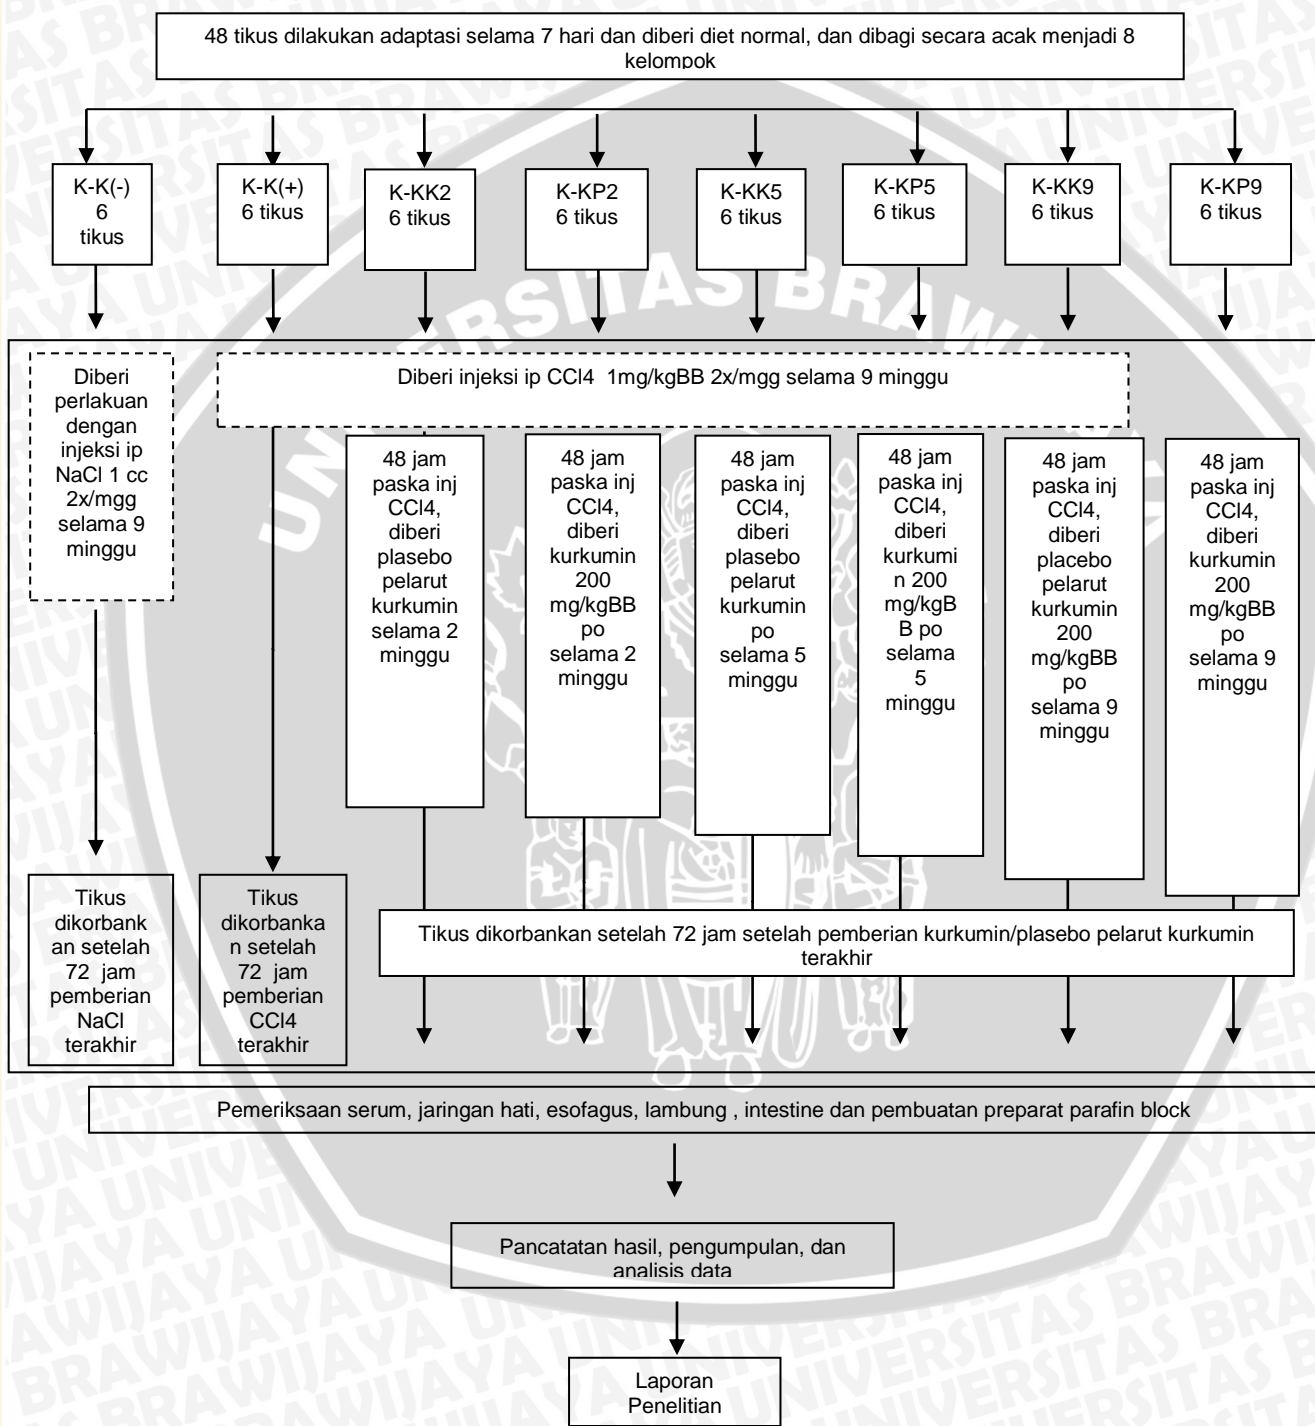 48 tikus dilakukan adaptasi selama 7 hari dan diberi diet normal, dan dibagi secara acak menjadi 8
kelompok
K-K(-)
6
tikus
K-K(+)
6 tikus
K-KK2
6 tikus
K-KP2
6 tikus
K-KK5
6 tikus
K-KP5
6 tikus
K-KK9
6 tikus
K-KP9
6 tikus
Diberi
perlakuan
dengan
injeksi ip
NaCl 1 cc
2x/mgg
selama 9
minggu
Diberi injeksi ip CCl4 1mg/kgBB 2x/mgg selama 9 minggu
48 jam
paska inj
CCl4,
diberi
plasebo
pelarut
kurkumin
selama 2
minggu
48 jam
paska inj
CCl4,
diberi
kurkumin
200
mg/kgBB
po
selama 2
minggu
48 jam
paska inj
CCl4,
diberi
plasebo
pelarut
kurkumin
po
selama 5
minggu
48 jam
paska inj
CCl4,
diberi
kurkumi
n 200
mg/kgB
B po
selama
5
minggu
48 jam
paska inj
CCl4,
diberi
placebo
pelarut
kurkumin
200
mg/kgBB
po
selama 9
minggu
48 jam
paska inj
CCl4,
diberi
kurkumin
200
mg/kgBB
po
selama 9
minggu
Tikus
dikorbank
an setelah
72 jam
pemberian
NaCl
terakhir
Tikus
dikorbanka
n setelah
72 jam
pemberian
CCl4
terakhir
Tikus dikorbankan setelah 72 jam setelah pemberian kurkumin/plasebo pelarut kurkumin
terakhir
Pemeriksaan serum, jaringan hati, esofagus, lambung , intestine dan pembuatan preparat parafin block
Pancatatan hasil, pengumpulan, dan
analisis data
Laporan
Penelitian
UNIVERSITAS BRAWIJAYA